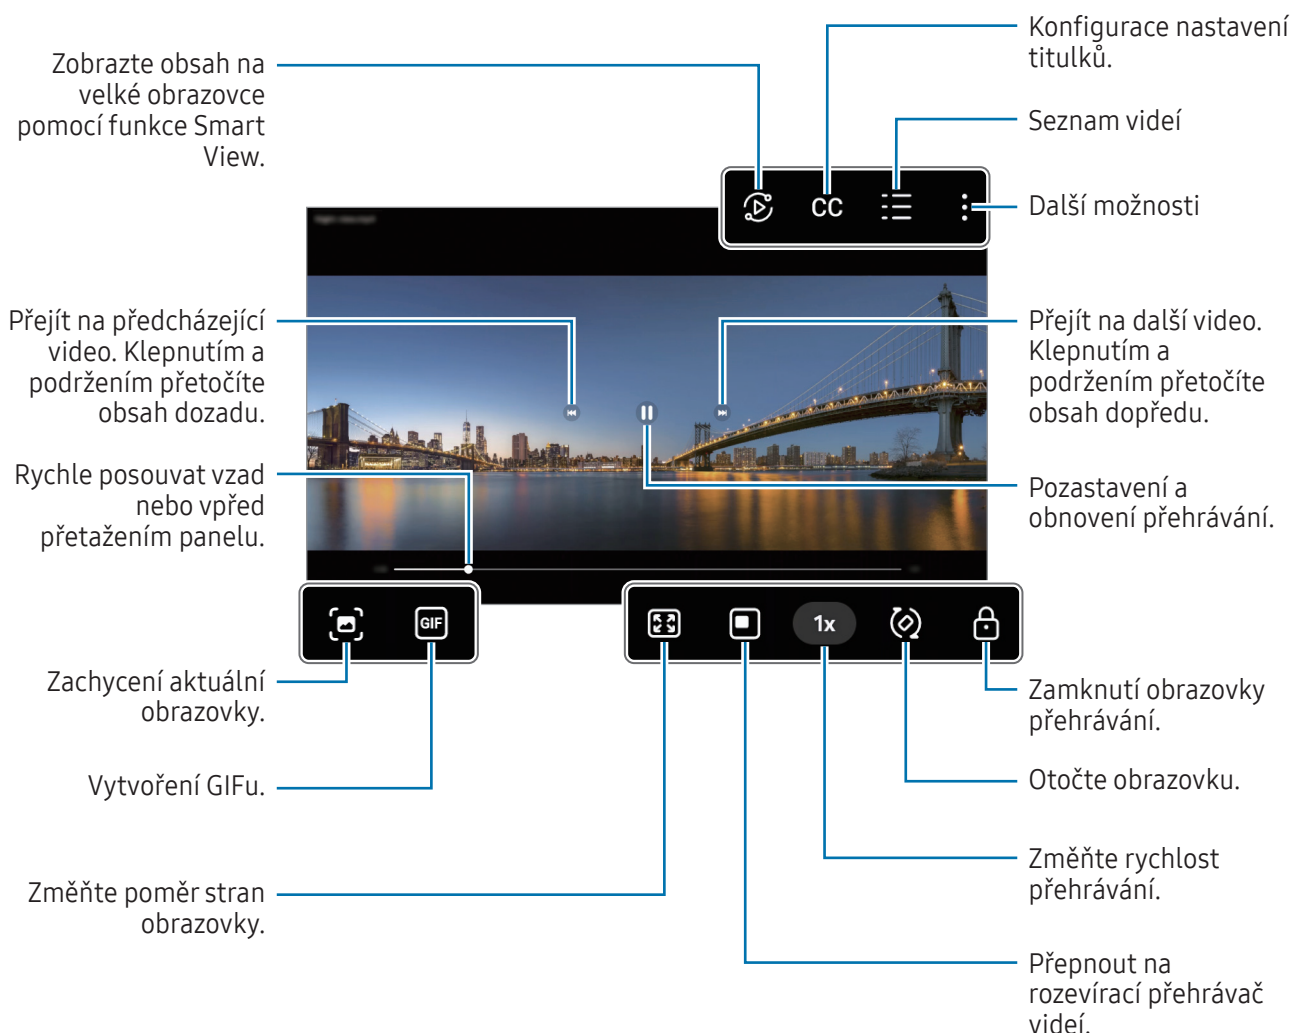 Konfigurace nastavení
titulků.
Zobrazte obsah na
velké obrazovce
pomocí funkce Smart
View.
Seznam videí
CC
Další možnosti
Přejít na předcházející
video. Klepnutím a
podržením přetočíte
obsah dozadu.
Přejít na další video.
Klepnutím a
podržením přetočíte
obsah dopředu.
Rychle posouvat vzad
nebo vpřed
přetažením panelu.
Pozastavení a
obnovení přehrávání.
GIF
1x
Zachycení aktuální
obrazovky.
Zamknutí obrazovky
přehrávání.
Vytvoření GIFu.
Otočte obrazovku.
Změňte rychlost
přehrávání.
Změňte poměr stran
obrazovky.
Přepnout na
rozevírací přehrávač
videí.